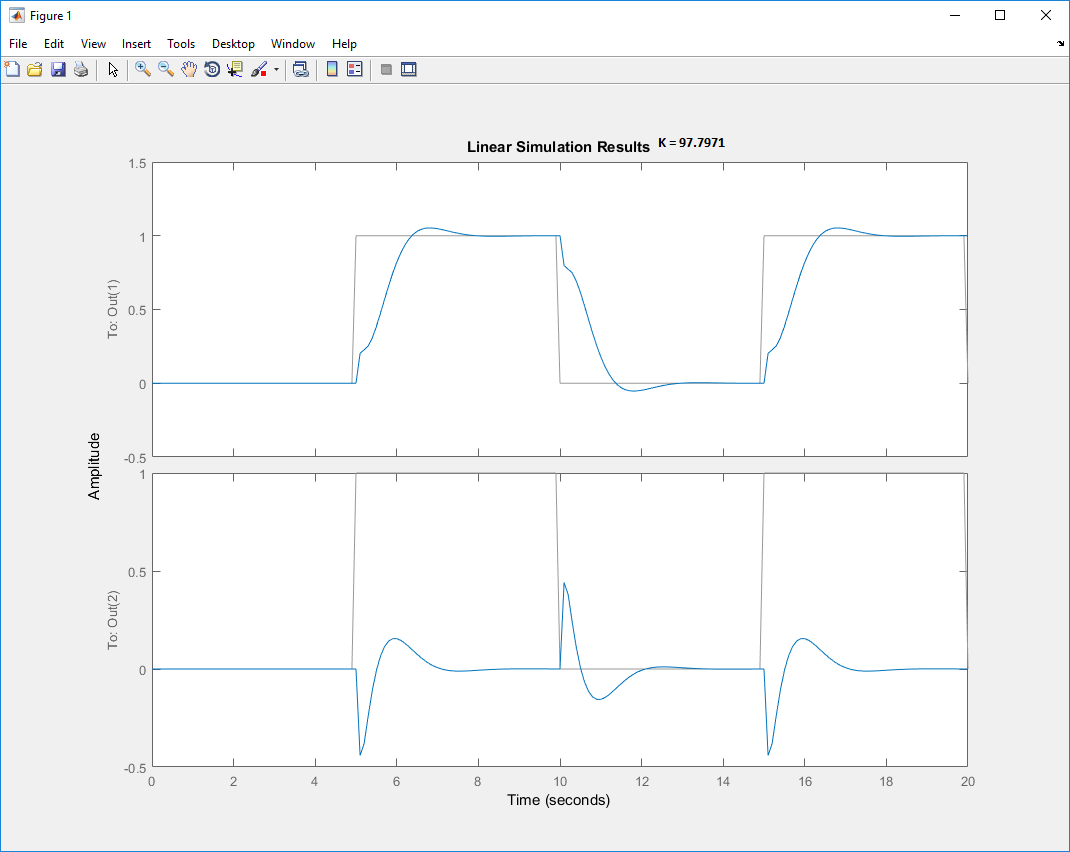 Figure 1
File Edit View Insert Tools Desktop Window Help
Linear Simulation Results K = 97.7971
1.5
1
0.5
0
-0.5
To: Out(1)
Amplitude
1
0.5
0
-0.5
To: Out(2)
0 2 4 6 8 10 12 14 16 18 20
Time (seconds)